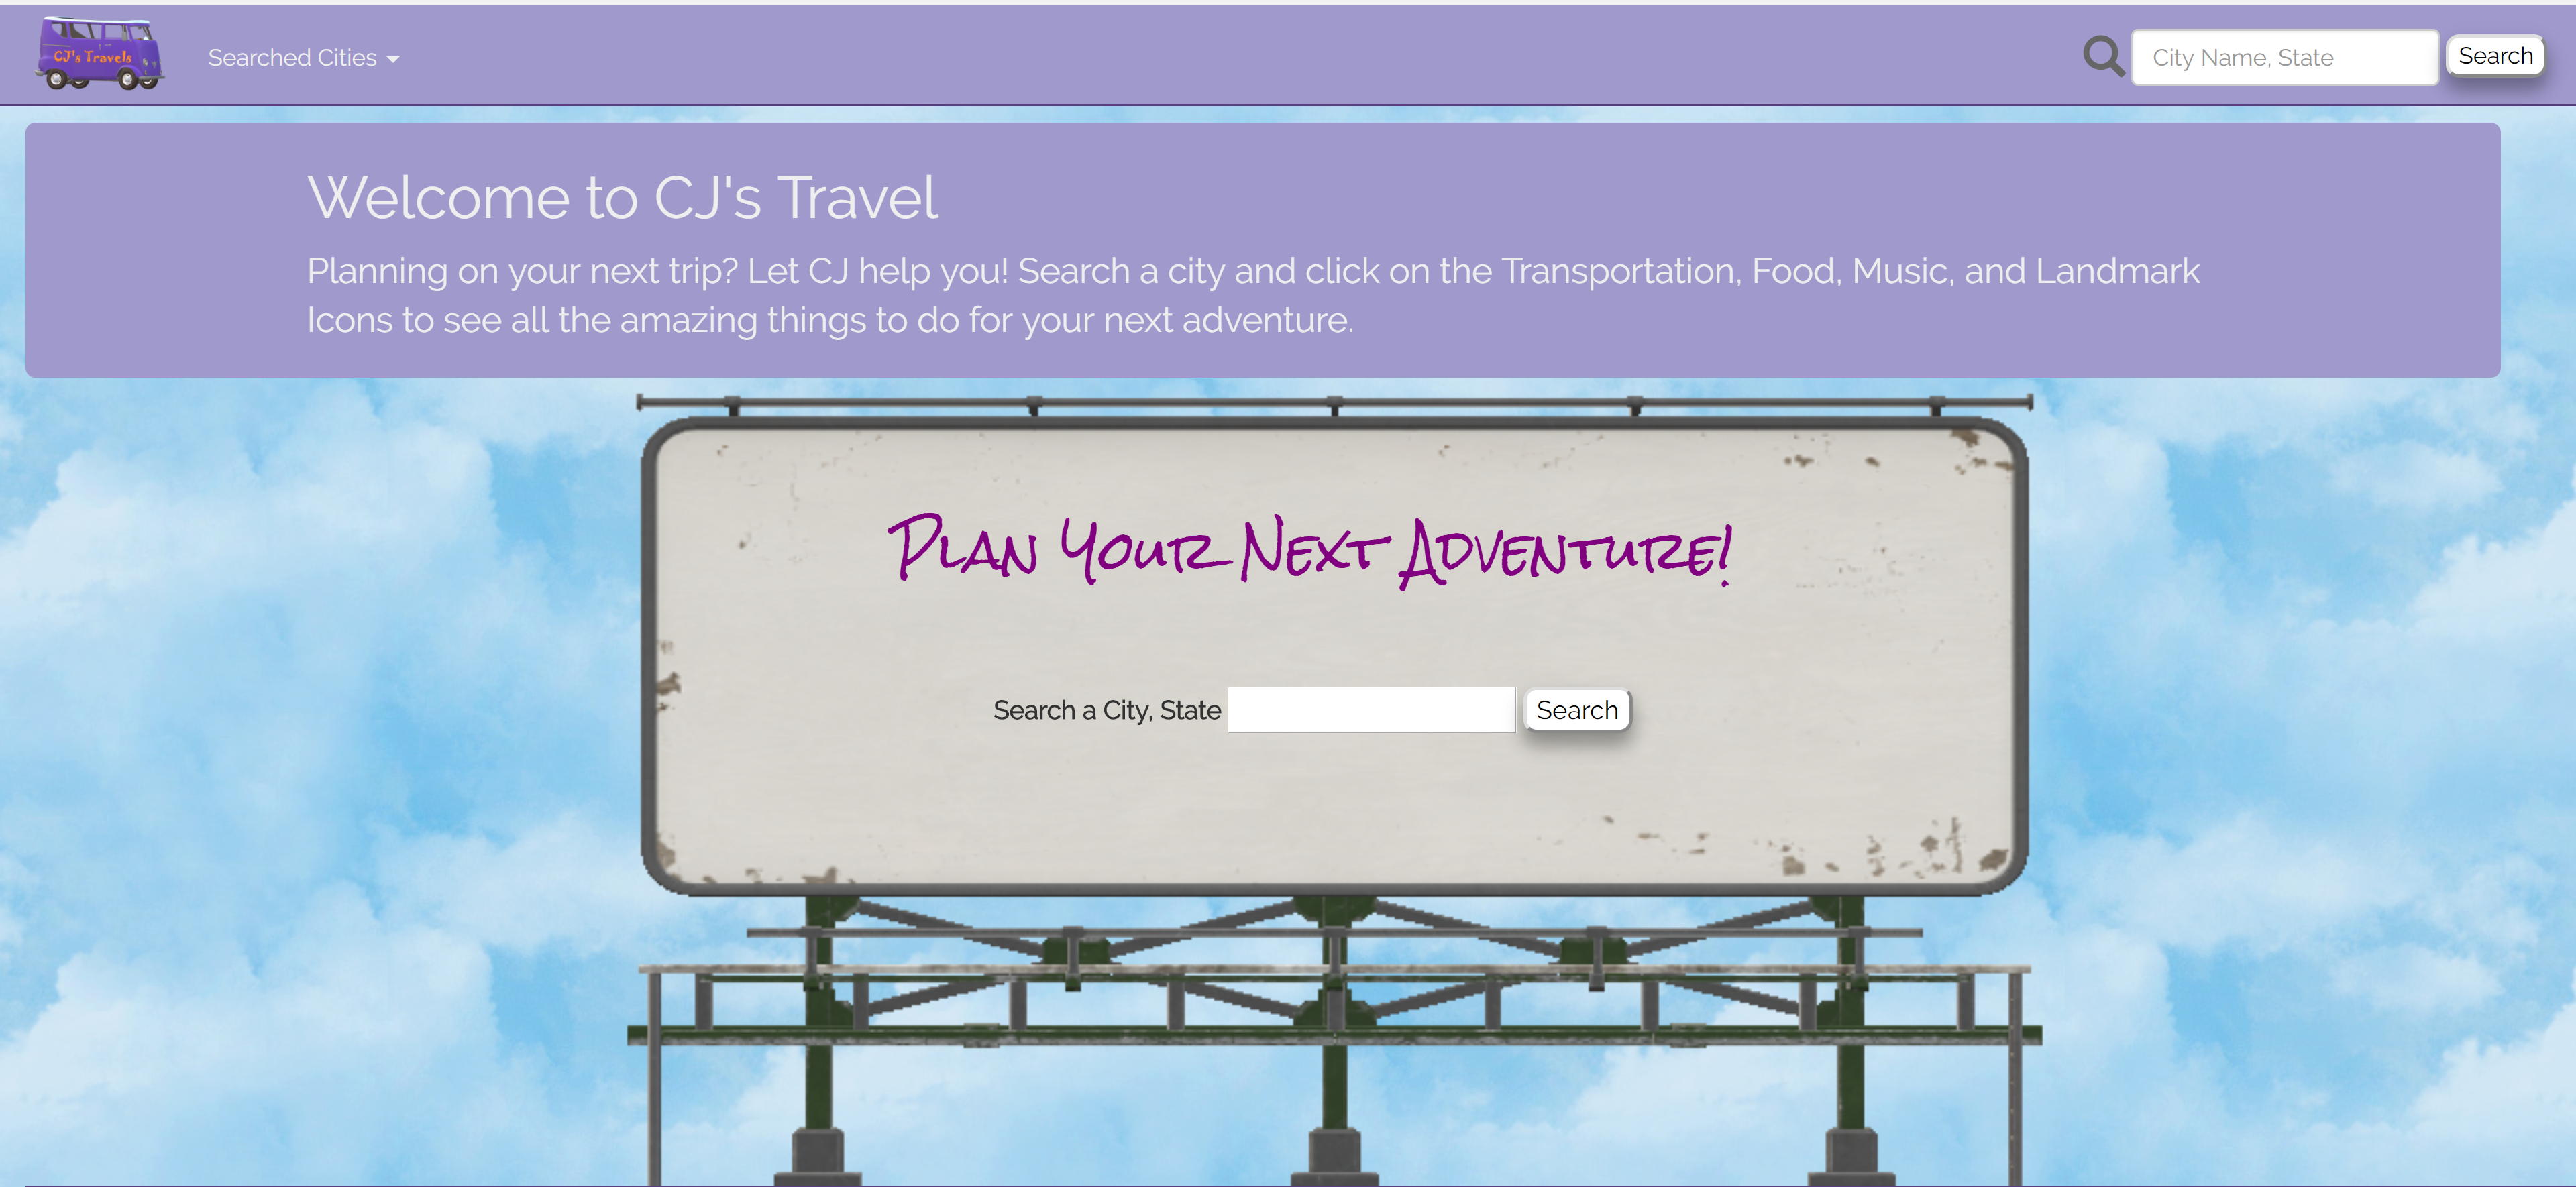 CJ's Travels
Searched Cities
City Name, State
Search
Welcome to CJ's Travel
Planning on your next trip? Let CJ help you! Search a city and click on the Transportation, Food, Music, and Landmark
Icons to see all the amazing things to do for your next adventure.
Plan Your Next Adventure!
Search a City, State
Search